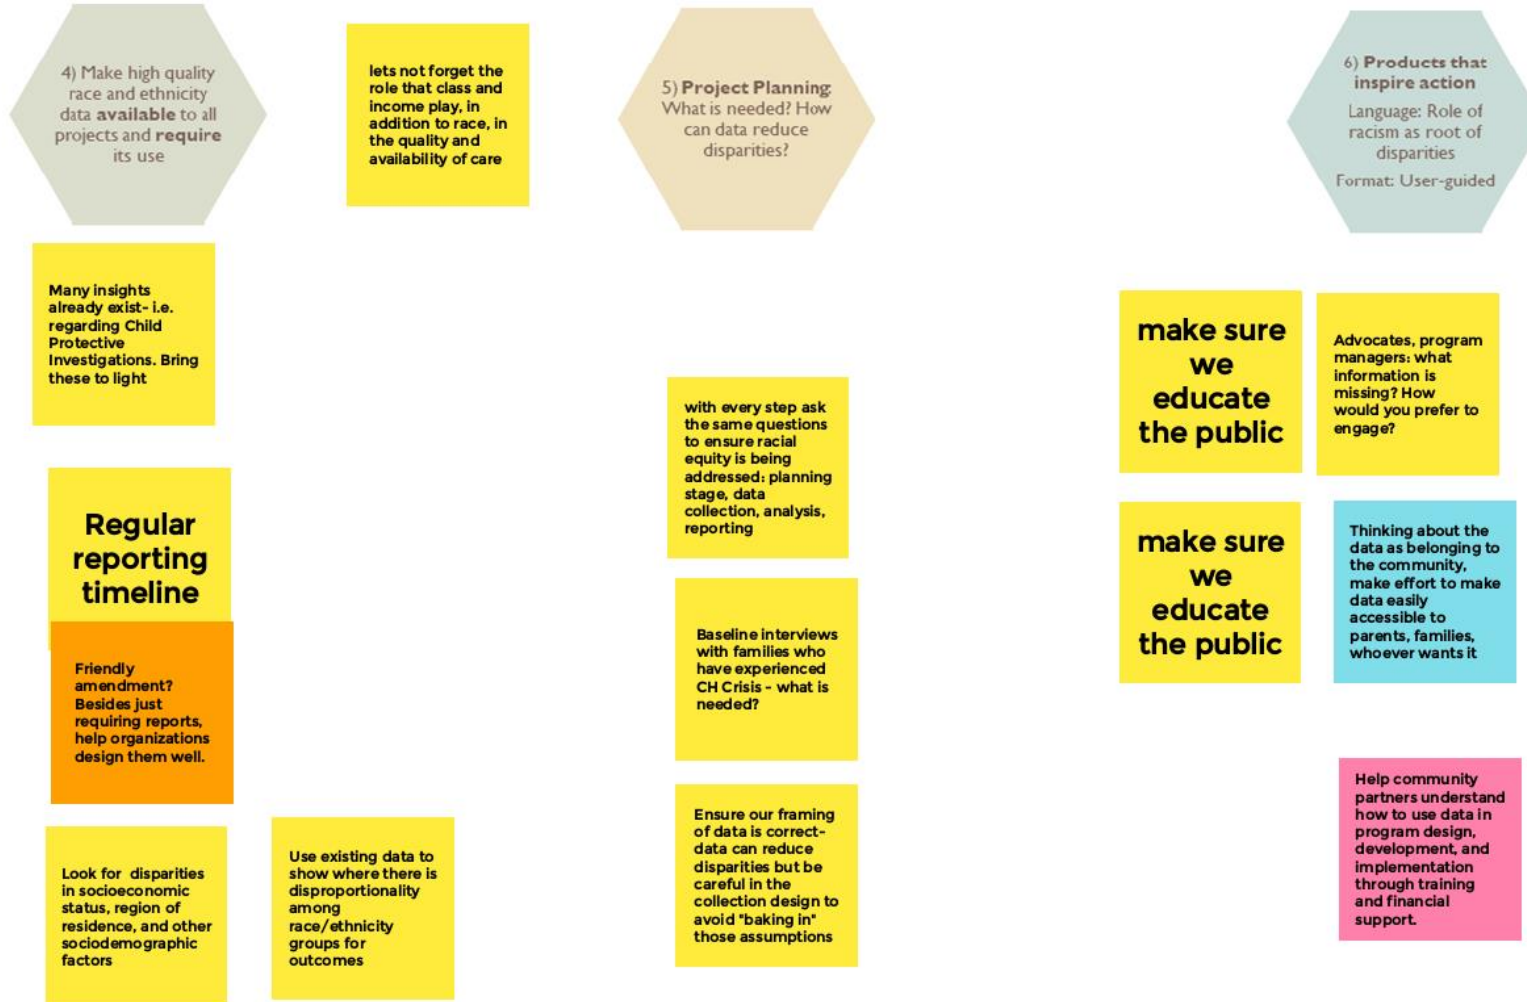 4) Make high quality
race and ethnicity
data available to all
projects and require
its use
lets not forget the
role that class and
income play, in
addition to race, in
the quality and
availability of care
Many insights
already exist- i.e.
regarding Child
Protective
Investigations. Bring
these to light
Regular
reporting
timeline
Friendly
amendment?
Besides just
requiring reports,
help organizations
design them well.
Look for disparities
in socioeconomic
status, region of
residence, and other
sociodemographic
factors
Use existing data to
show where there is
disproportionality
among
race/ethnicity
groups for
outcomes
5) Project Planning
What is needed? How
can data reduce
disparities?
with every step ask
the same questions
to ensure racial
equity is being
addressed: planning
stage, data
collection, analysis,
reporting
Baseline interviews
with families who
have experienced
CH Crisis - what is
needed?
Ensure our framing
of data is correct-
data can reduce
disparities but be
careful in the
collection design to
avoid "baking in"
those assumptions
6) Products that
inspire action
Language: Role of
racism as root of
disparities
Format: User-guided
make sure
we
educate
the public
Advocates, program
managers: what
information is
missing? How
would you prefer to
engage?
make sure
we
educate
the public
Thinking about the
data as belonging to
the community,
make effort to make
data easily
accessible to
parents, families,
whoever wants it
Help community
partners understand
how to use data in
program design,
development, and
implementation
through training
and financial
support.